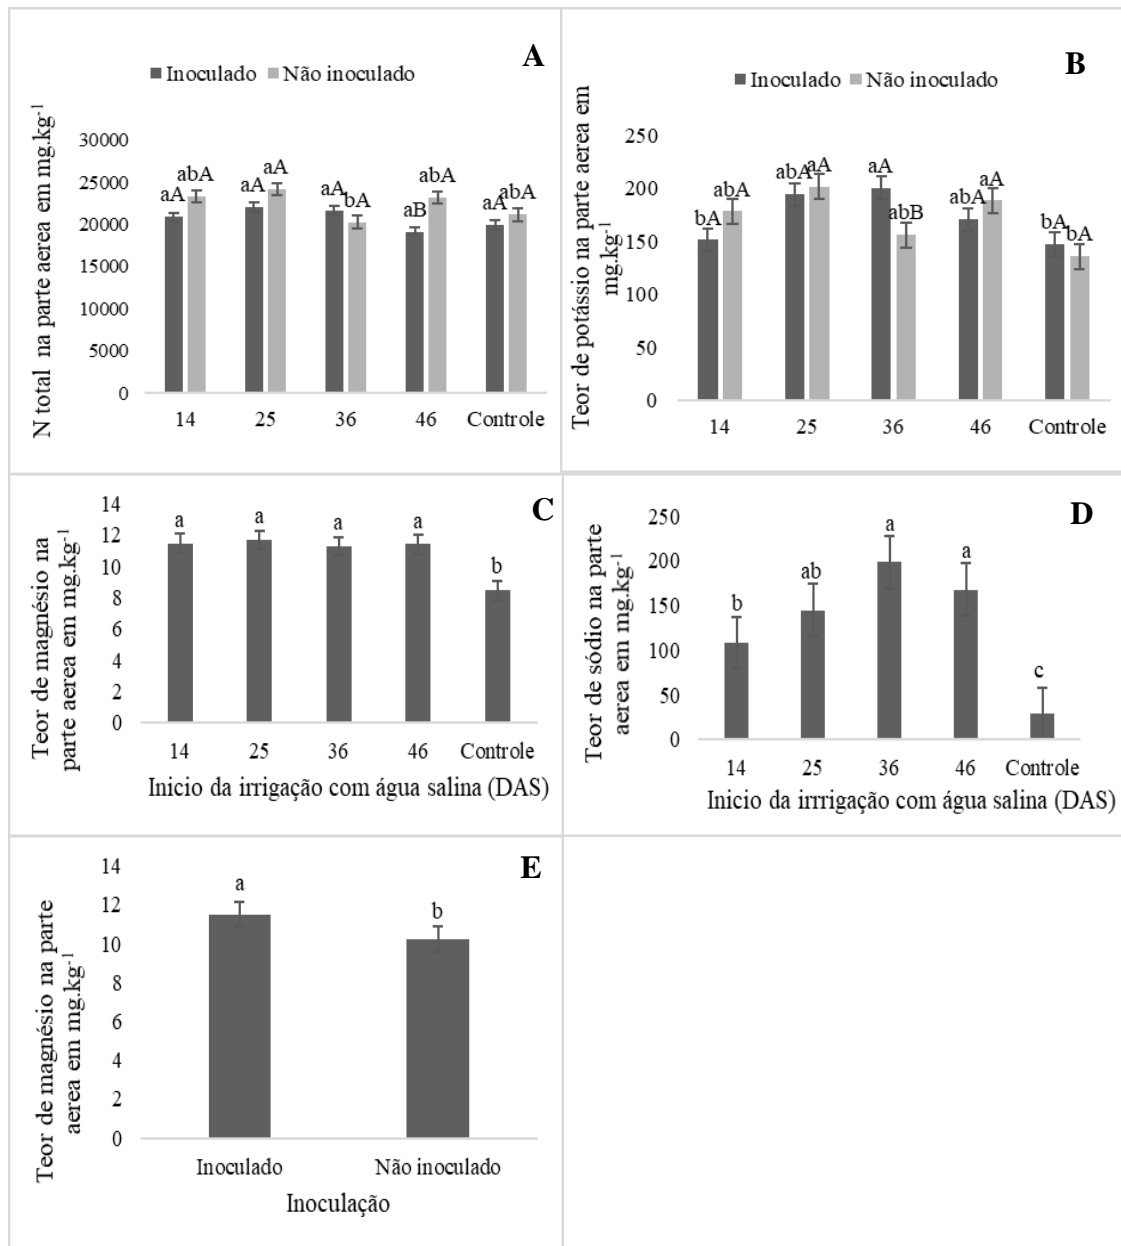 A
Inoculado Não inoculado
N total na parte aerea em mg.kg-1
30000
25000
20000
15000
10000
5000
0
aA abA aA aA aA bA aB abA aA abA
14 25 36 46 Controle
B
Inoculado Não inoculado
Teor de potássio na parte aerea em
mg.kg-1
250
200
150
100
50
0
bA abA abA aA aA abB abA aA bA bA
14 25 36 46 Controle
C
Teor de magnésio na
parte aerea em mg.kg-1
14
12
10
8
6
4
2
0
a a a a b
14 25 36 46 Controle
Inicio da irrigação com água salina (DAS)
D
Teor de sódio na parte
aerea em mg.kg-1
250
200
150
100
50
0
b ab a a c
14 25 36 46 Controle
Inicio da irrrigação com água salina (DAS)
E
Teor de magnésio na parte
aerea em mg.kg-1
14
12
10
8
6
4
2
0
a b
Inoculado Não inoculado
Inoculação